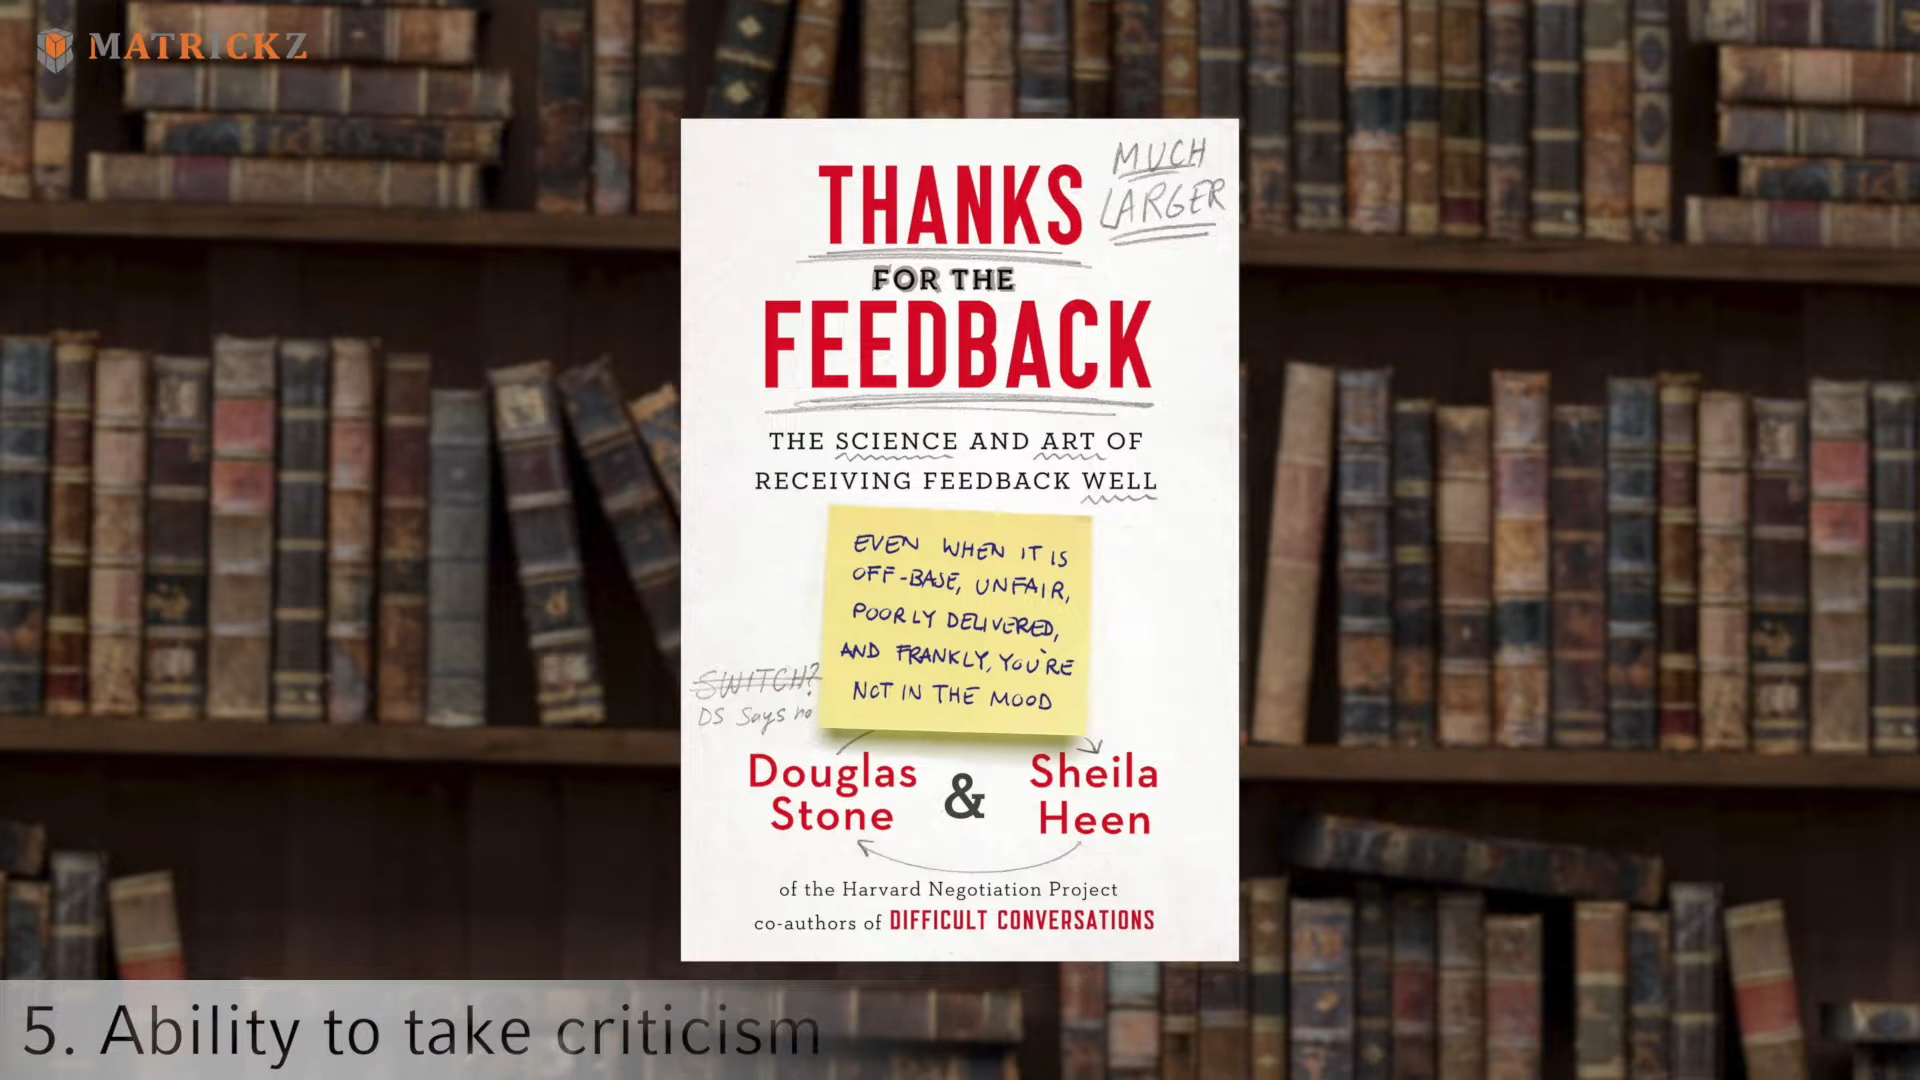 MATRICKZ
MUCH
LARGER
THANKS
FOR THE
FEEDBACK
THE SCIENCE AND ART OF
RECEIVING FEEDBACK WELL
EVEN WHEN IT IS
OFF-BASE, UNFAIR,
POORLY DELIVERED,
AND FRANKLY, YOU'RE
NOT IN THE MOOD
SWITCH?
DS Says no
Douglas
Stone
&
Sheila
Heen
of the Harvard Negotiation Project
co-authors of DIFFICULT CONVERSATIONS
5. Ability to take criticism